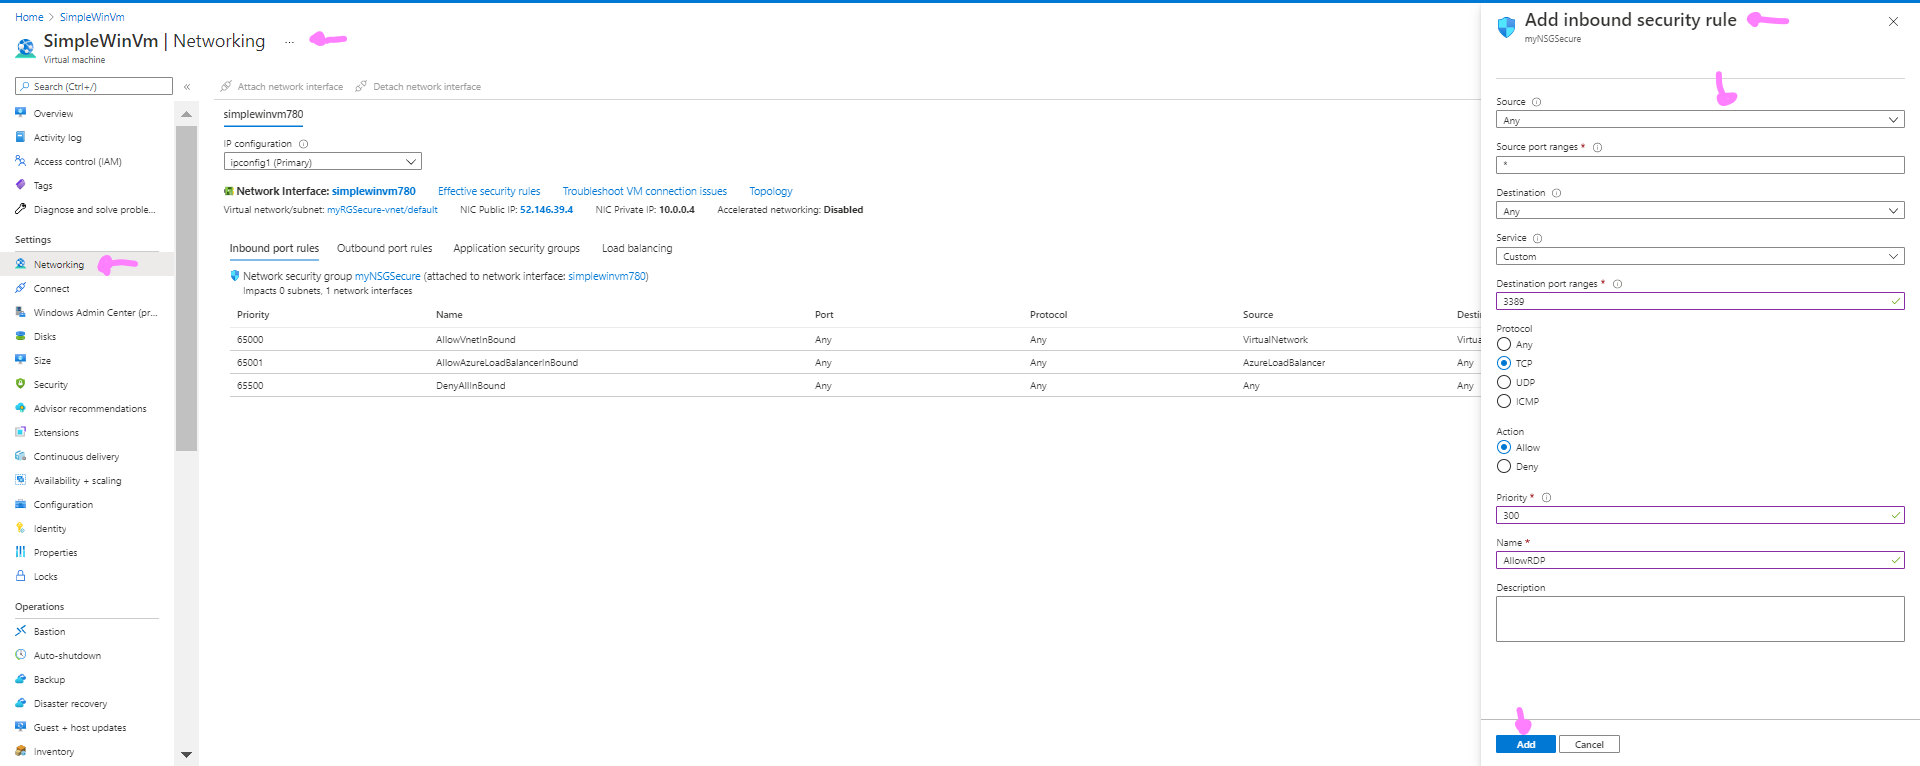 Home > SimpleWinVm
SimpleWinVm | Networking ...
Virtual machine
Search (Ctrl+/)
«
Overview
Activity log
Access control (IAM)
Tags
Diagnose and solve proble...
Settings
Networking
Connect
Windows Admin Center (pr...
Disks
Size
Security
Advisor recommendations
Extensions
Continuous delivery
Availability + scaling
Configuration
Identity
Properties
Locks
Operations
Bastion
Auto-shutdown
Backup
Disaster recovery
Guest + host updates
Inventory
Attach network interface Detach network interface
simplewinvm780
IP configuration
ipconfig1 (Primary)
Network Interface: simplewinvm780 Effective security rules Troubleshoot VM connection issues Topology
Virtual network/subnet: myRGSecure-vnet/default NIC Public IP: 52.146.39.4 NIC Private IP: 10.0.0.4 Accelerated networking: Disabled
Inbound port rules Outbound port rules Application security groups Load balancing
Network security group myNSGSecure (attached to network interface: simplewinvm780)
Impacts 0 subnets, 1 network interfaces
Priority Name Port Protocol Source Desti
65000 AllowVnetInBound Any Any VirtualNetwork Virtua
65001 AllowAzureLoadBalancerInBound Any Any AzureLoadBalancer Any
65500 DenyAllInBound Any Any Any Any
Add inbound security rule
myNSGSecure
Source
Any
Source port ranges *
*
Destination
Any
Service
Custom
Destination port ranges *
3389
Protocol
Any
TCP
UDP
ICMP
Action
Allow
Deny
Priority *
300
Name *
AllowRDP
Description
Add Cancel